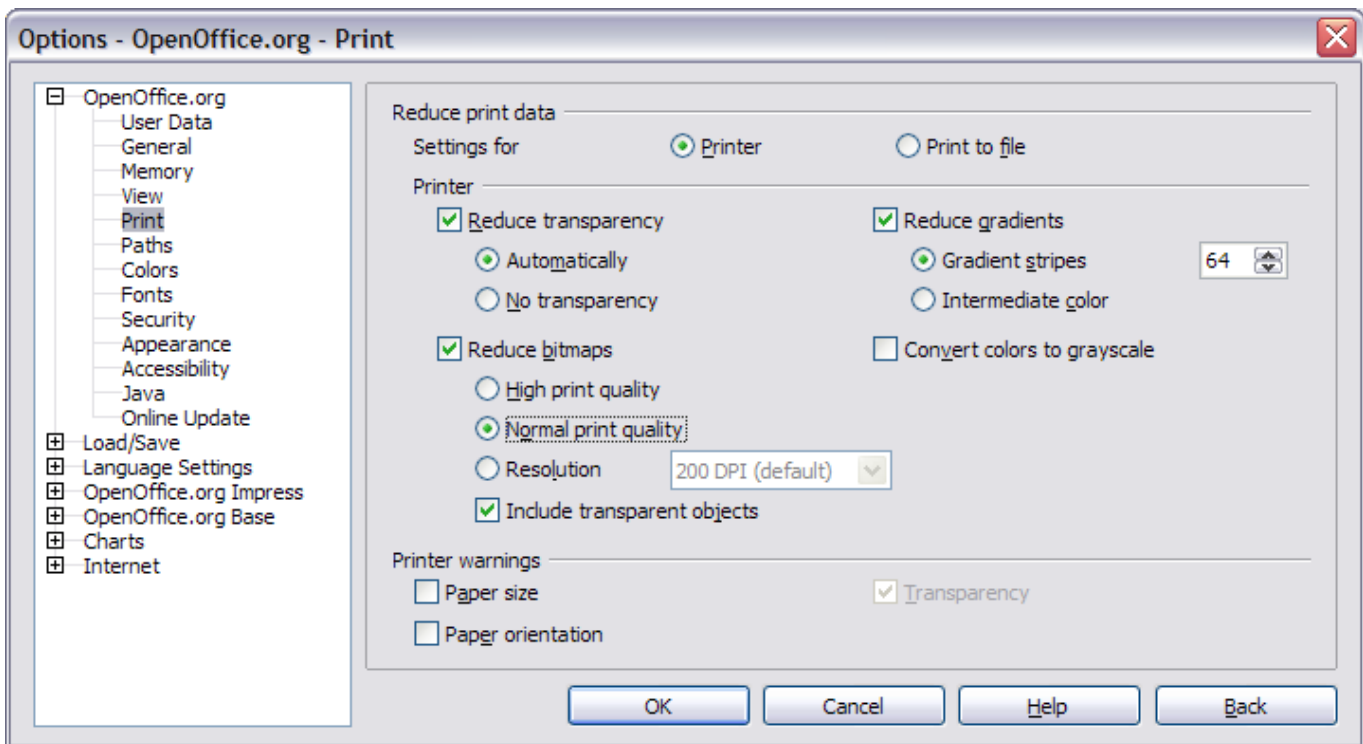 Options - OpenOffice.org - Print
OpenOffice.org
User Data
General
Memory
View
Print
Paths
Colors
Fonts
Security
Appearance
Accessibility
Java
Online Update
Load/Save
Language Settings
OpenOffice.org Impress
OpenOffice.org Base
Charts
Internet
Reduce print data
Settings for Printer Print to file
Printer
Reduce transparency Reduce gradients
Automatically Gradient stripes 64
No transparency Intermediate color
Reduce bitmaps Convert colors to grayscale
High print quality
Normal print quality
Resolution 200 DPI (default)
Include transparent objects
Printer warnings
Paper size Transparency
Paper orientation
OK Cancel Help Back